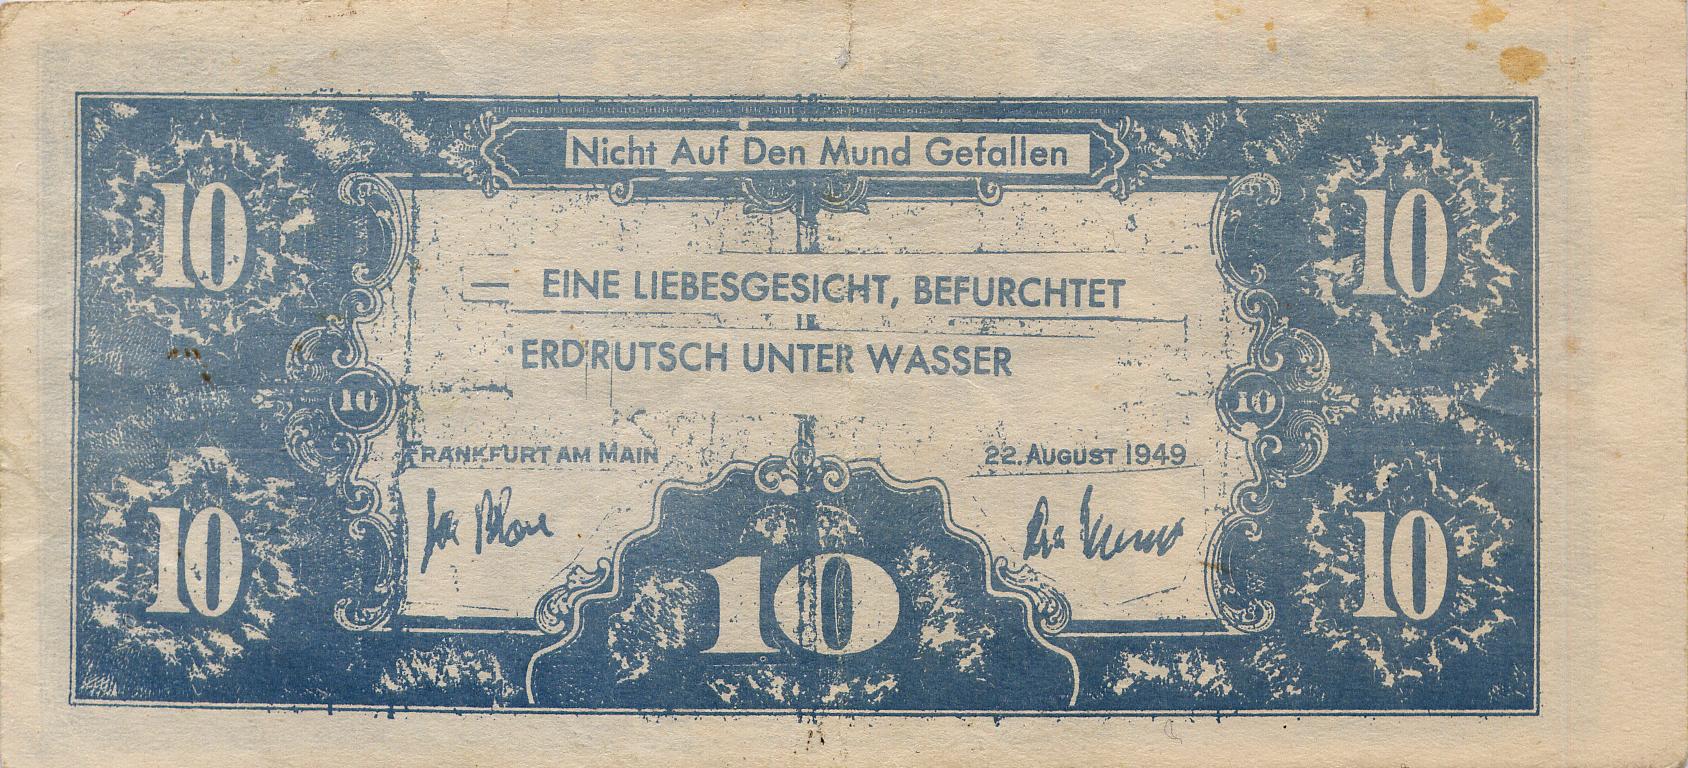 Nicht Auf Den Mund Gefallen
10
10
EINE LIEBESGESICHT, BEFURCHTET
ERDRUTSCH UNTER WASSER
10
10
FRANKFURT AM MAIN
22. AUGUST 1949
10
10
10